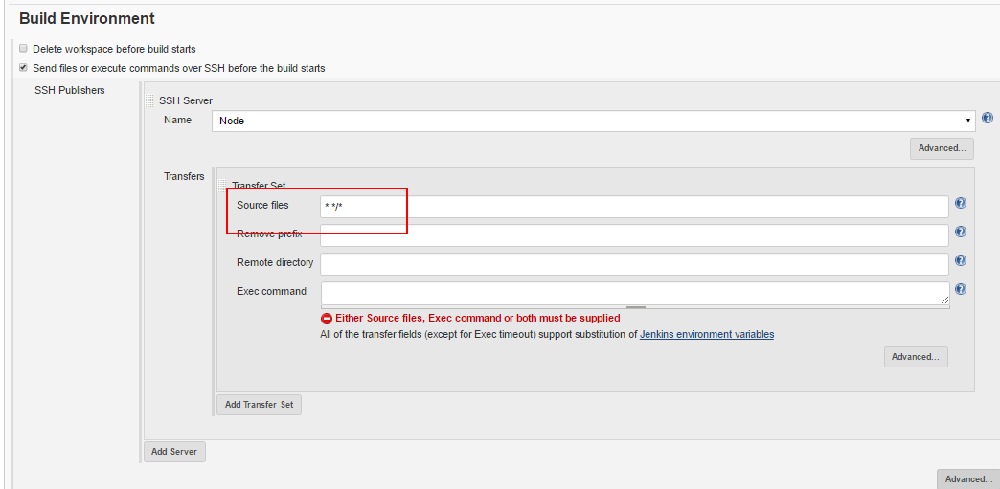 Build Environment
Delete workspace before build starts
Send files or execute commands over SSH before the build starts
SSH Publishers
SSH Server
Name
Node
Advanced...
Transfers
Transfer Set
Source files
* */*
Remove prefix
Remote directory
Exec command
Either Source files, Exec command or both must be supplied
All of the transfer fields (except for Exec timeout) support substitution of Jenkins environment variables
Advanced...
Add Transfer Set
Add Server
Advanced...